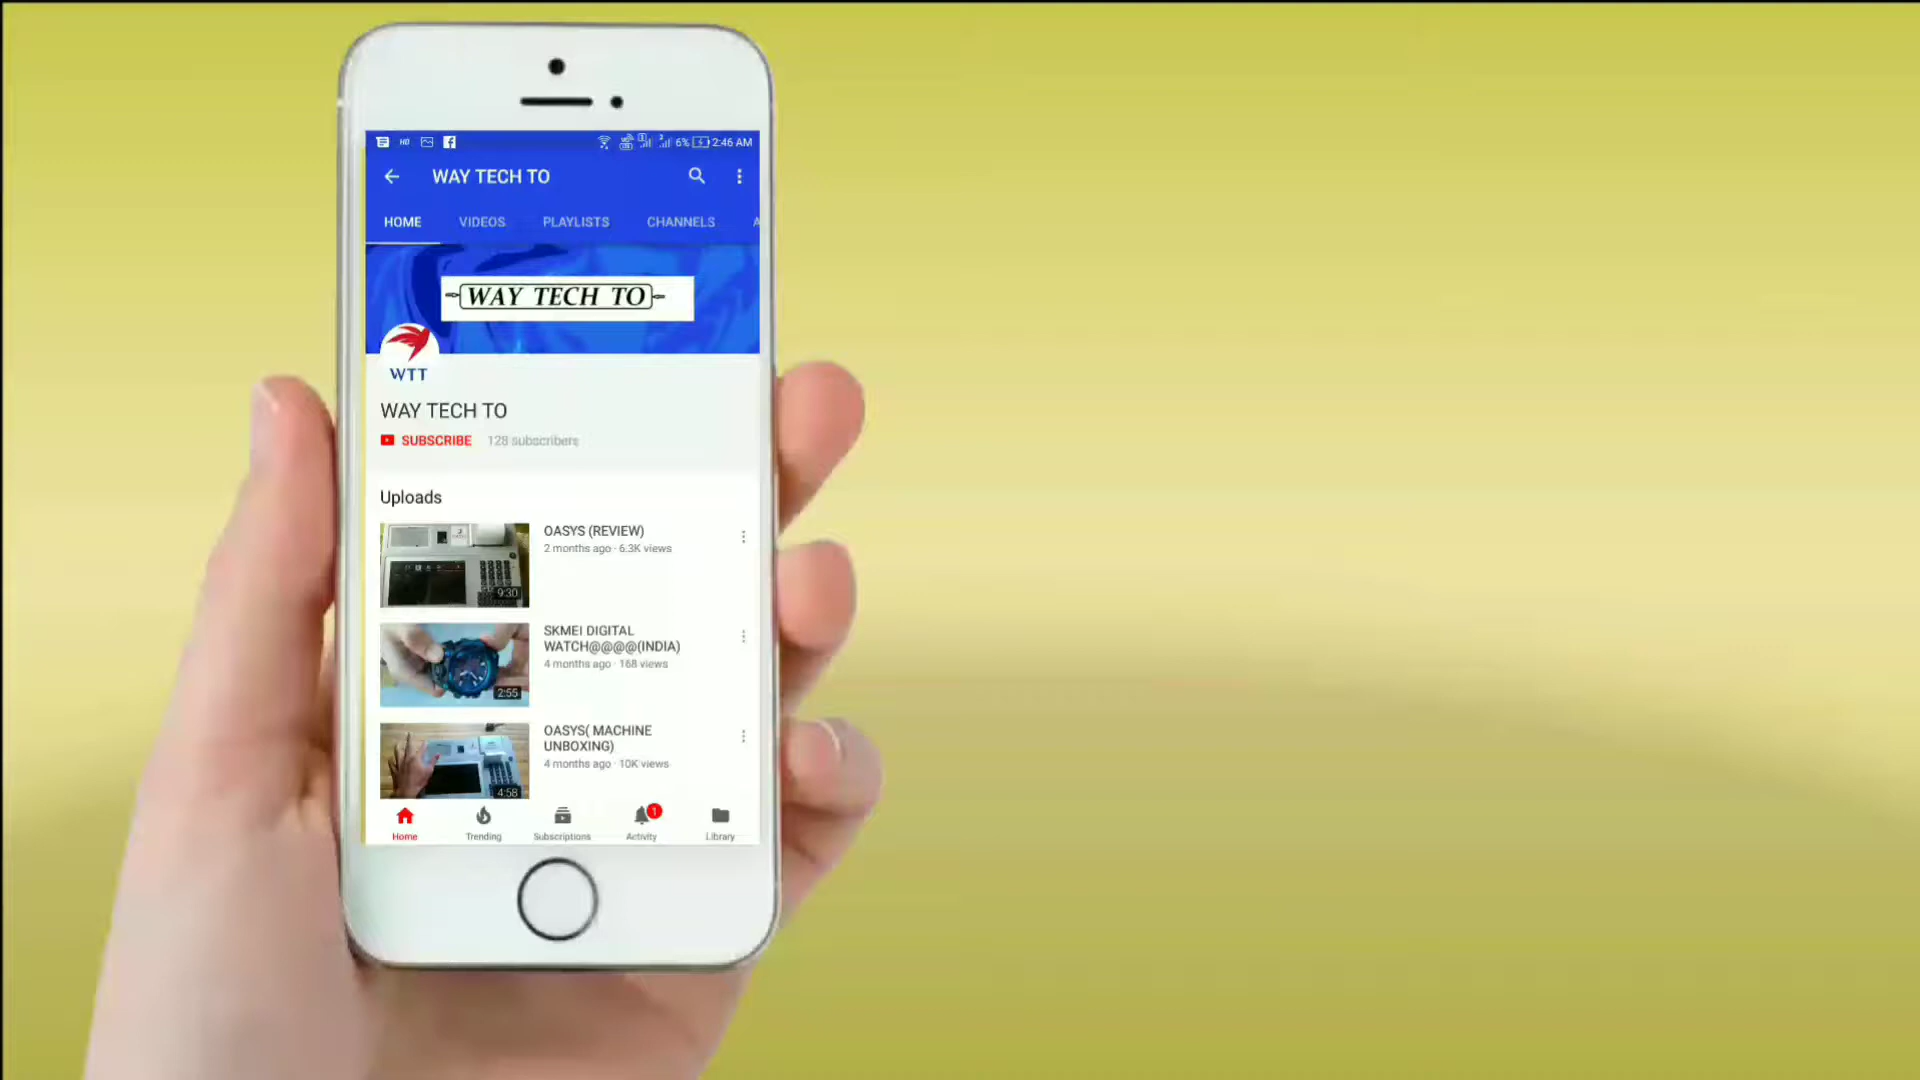 HD 6% 2:46 AM
WAY TECH TO
HOME VIDEOS PLAYLISTS CHANNELS A
WAY TECH TO
WTT
WAY TECH TO
SUBSCRIBE 128 subscribers
Uploads
OASYS (REVIEW)
2 months ago · 6.3K views
9:30
SKMEI DIGITAL
WATCH@@@@(INDIA)
4 months ago · 168 views
2:55
OASYS( MACHINE
UNBOXING)
4 months ago · 10K views
4:58
1
Home Trending Subscriptions Activity Library